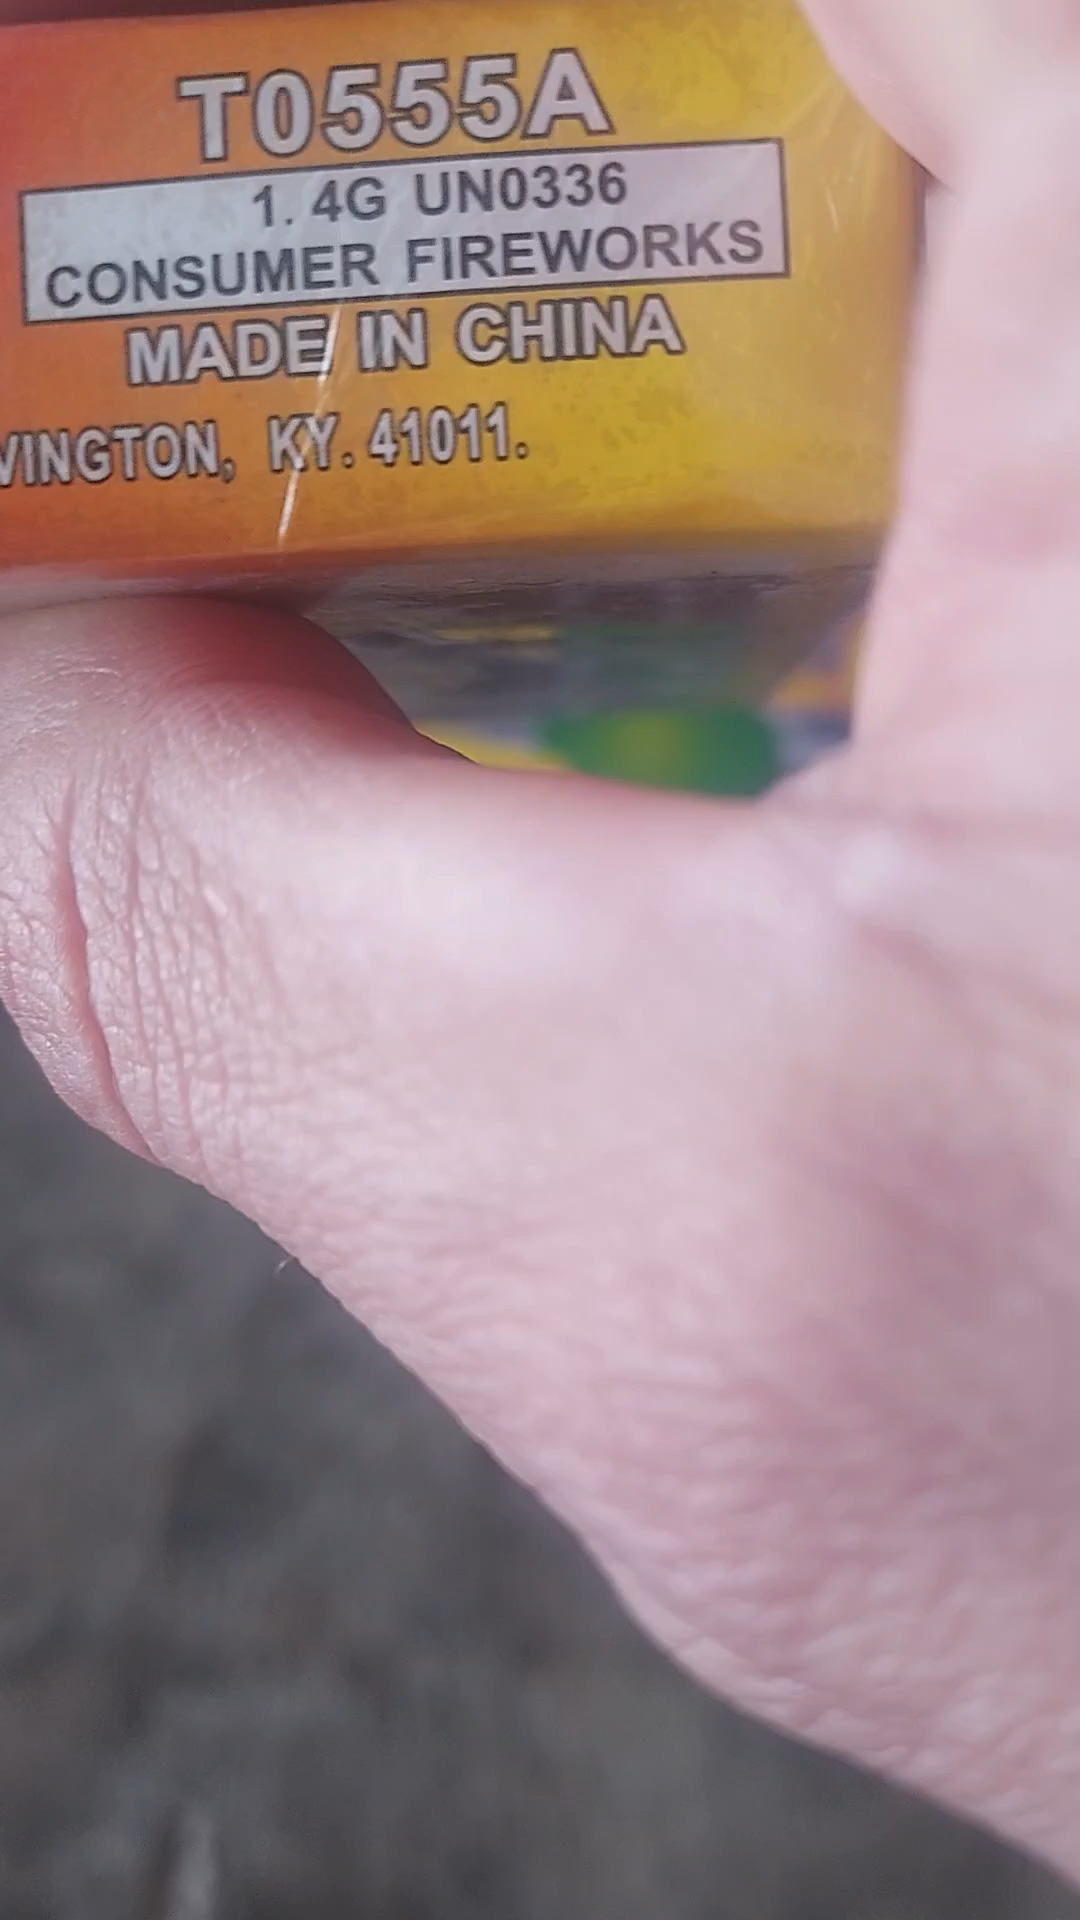 T0555A
1.4G UN0336
CONSUMER FIREWORKS
MADE IN CHINA
VINGTON, KY. 41011.